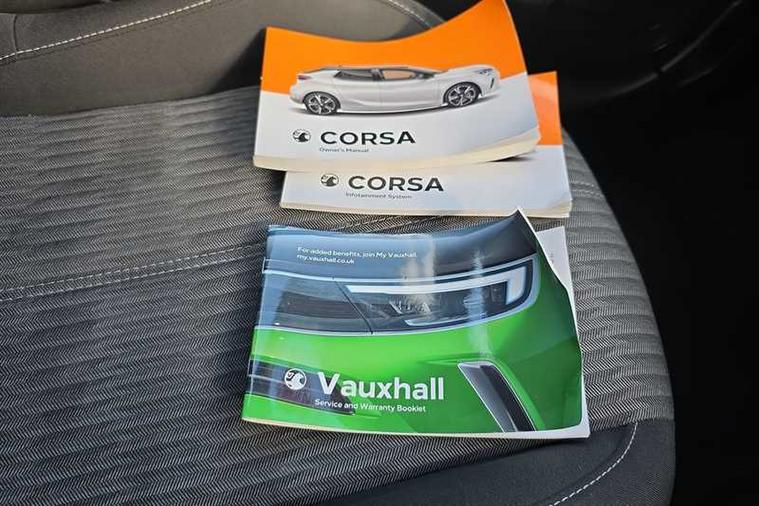 CORSA
Owner's Manual
CORSA
Infotainment System
For added benefits, join My Vauxhall.
my.vauxhall.co.uk
Vauxhall
Service and Warranty Booklet